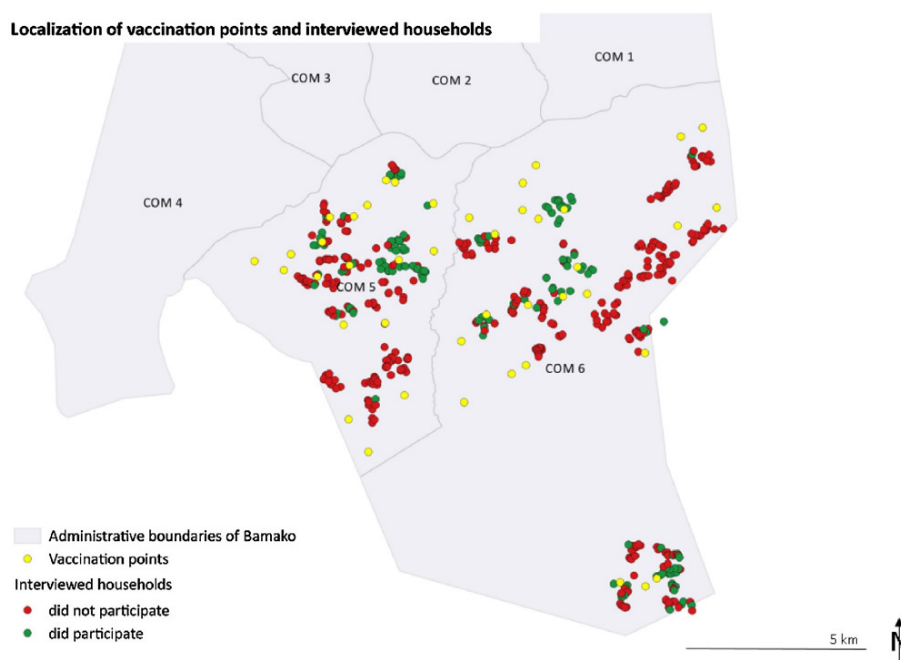 Localization of vaccination points and interviewed households
COM 1
COM 3
COM 2
COM 4
COM 5
COM 6
Administrative boundaries of Bamako
Vaccination points
Interviewed households
did not participate
did participate
5 km
N